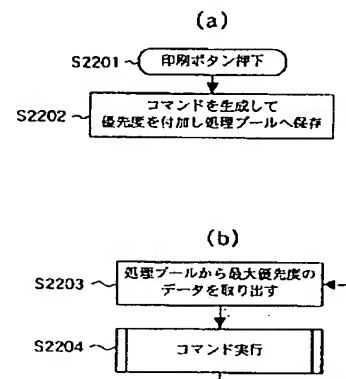 (a)
S2201
印刷ボタン押下
S2202
コマンドを生成して
優先度を付加し処理プールへ保存
(b)
S2203
処理プールから最大優先度の
データを取り出す
S2204
コマンド実行